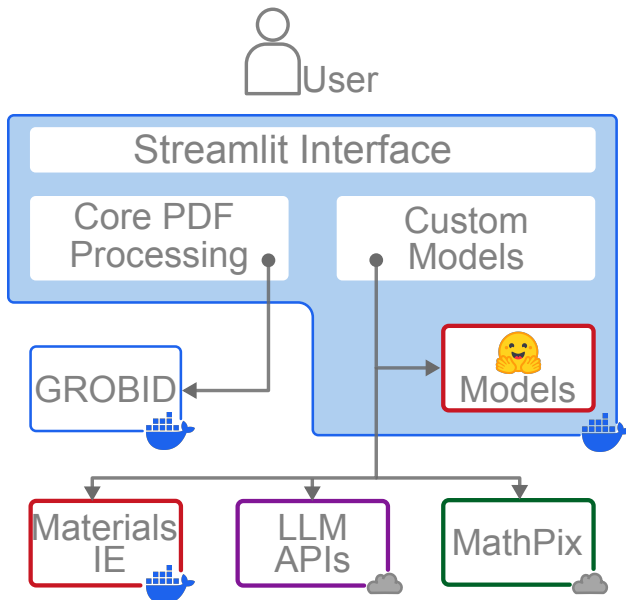 User
Streamlit Interface
Core PDF
Processing
Custom
Models
GROBID
Models
Materials
IE
LLM
APIs
MathPix